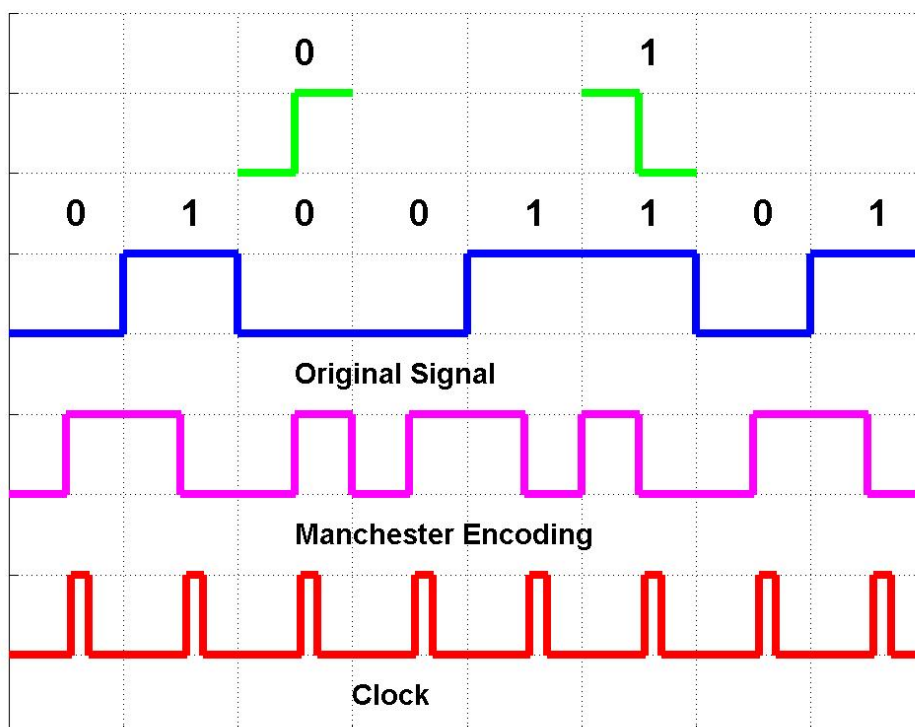 0 1
0 1 0 0 1 1 0 1
Original Signal
Manchester Encoding
Clock